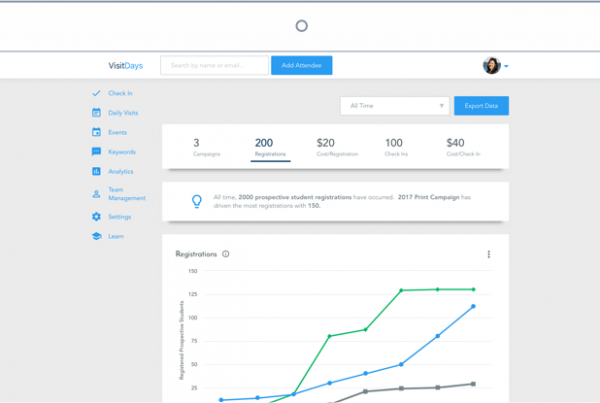 VisitDays
Search by name or email...
Add Attendee
Check In
Daily Visits
Events
Keywords
Analytics
Team
Management
Settings
Learn
All Time
Export Data
3
Campaigns
200
Registrations
$20
Cost/Registration
100
Check Ins
$40
Cost/Check In
All time, 2000 prospective student registrations have occurred. 2017 Print Campaign has
driven the most registrations with 150.
Registrations
Registered Prospective Students
150
125
100
75
50
25